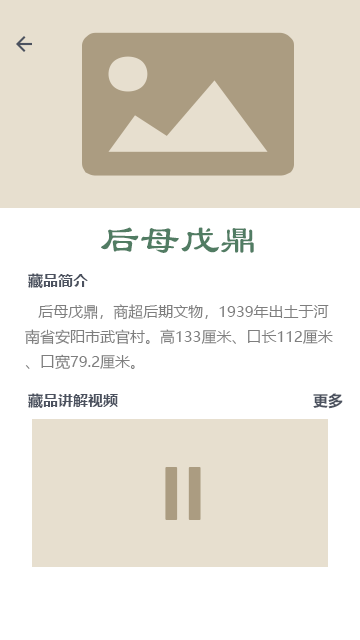 后母戊鼎
藏品简介
后母戊鼎，商超后期文物，1939年出土于河
南省安阳市武官村。高133厘米、口长112厘米
、口宽79.2厘米。
藏品讲解视频 更多